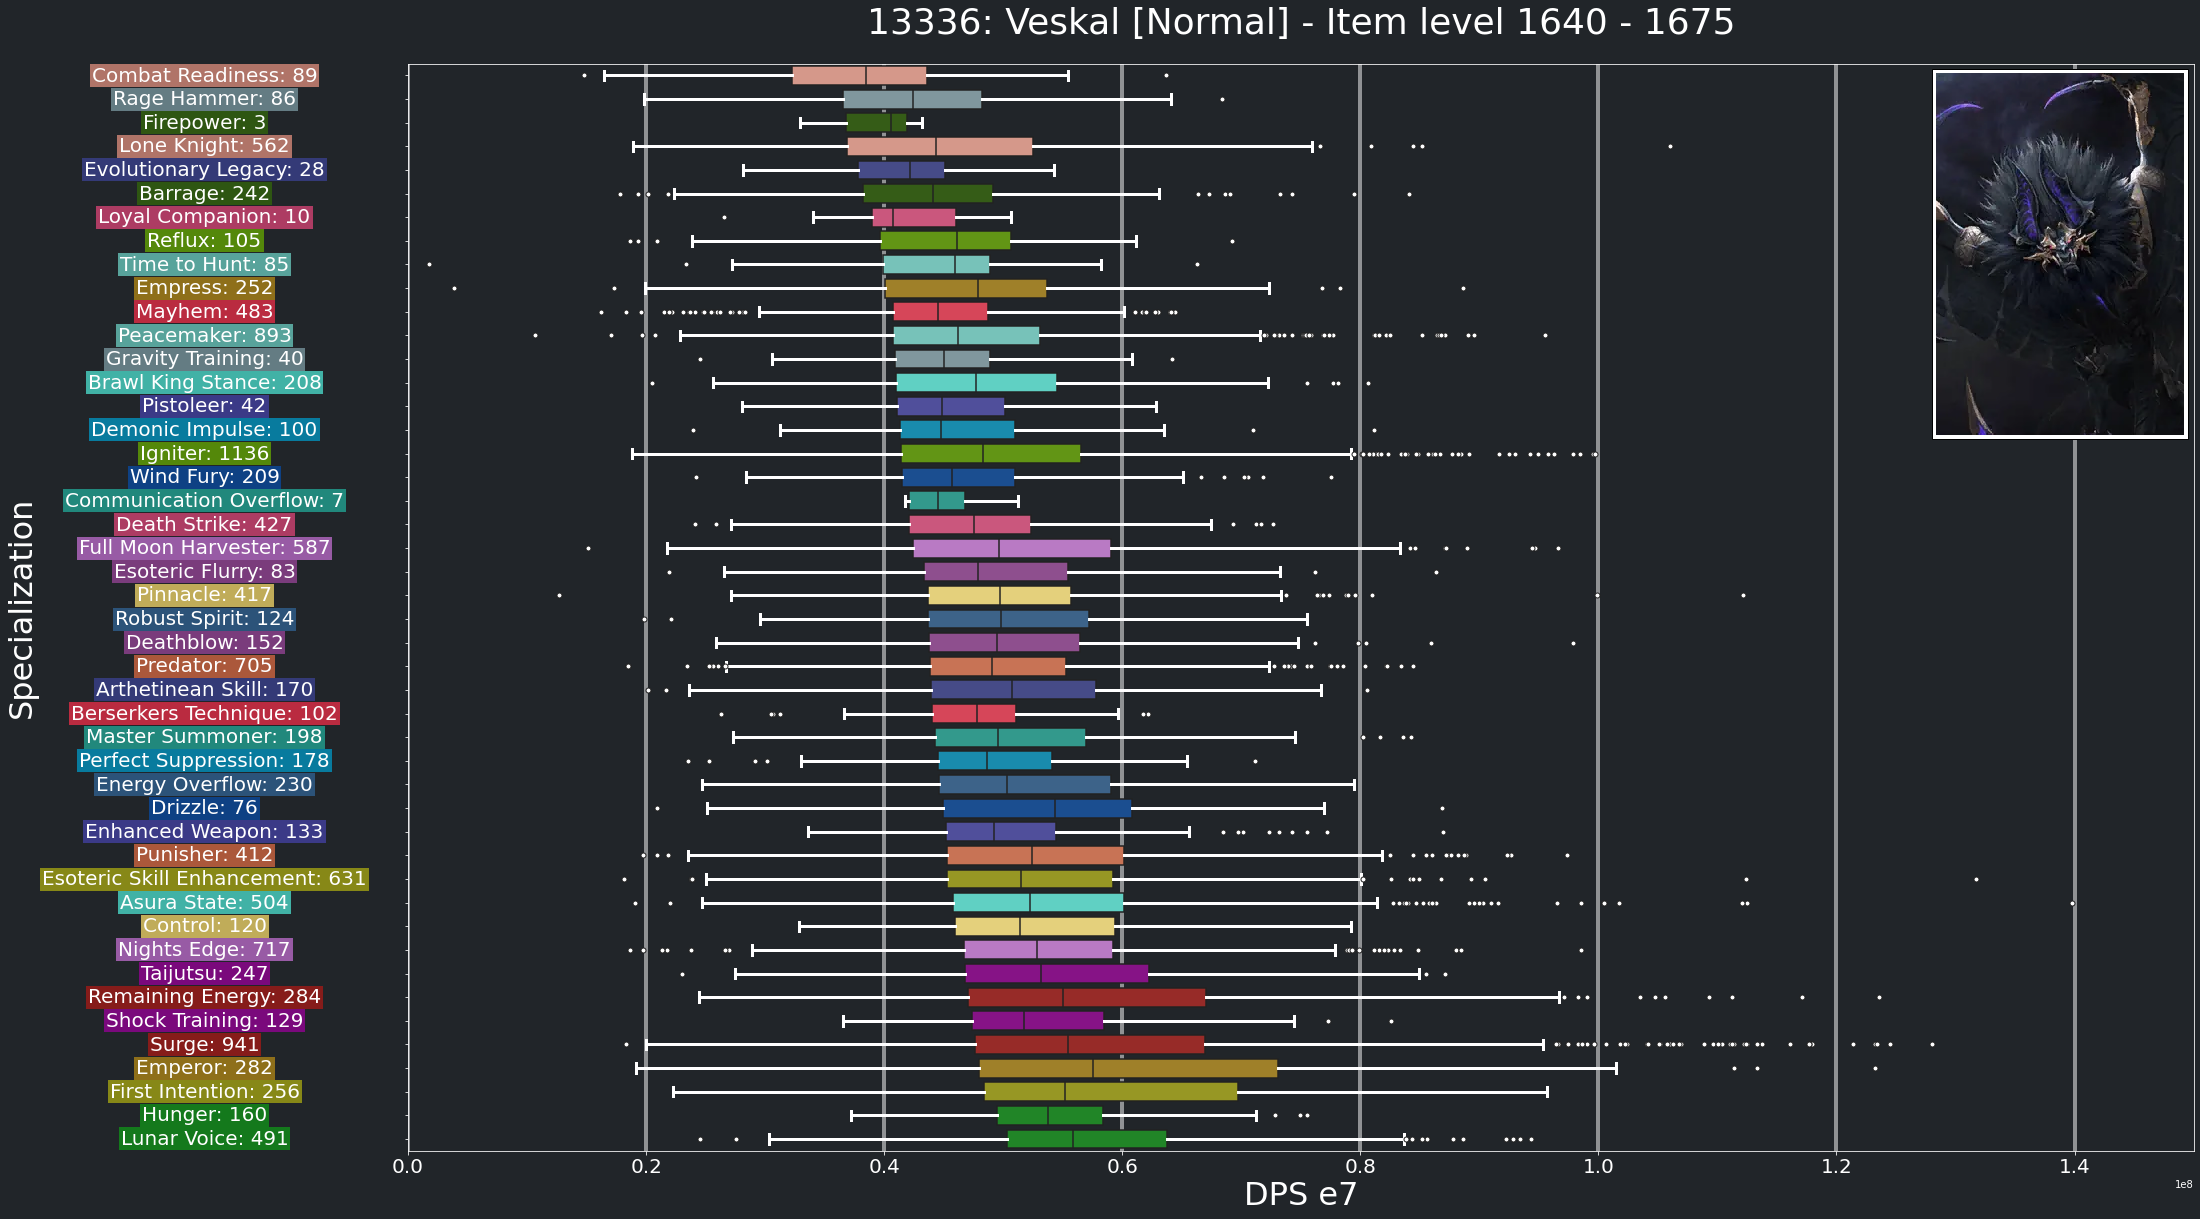 13336: Veskal [Normal] - Item level 1640 - 1675
Specialization
Combat Readiness: 89
Rage Hammer: 86
Firepower: 3
Lone Knight: 562
Evolutionary Legacy: 28
Barrage: 242
Loyal Companion: 10
Reflux: 105
Time to Hunt: 85
Empress: 252
Mayhem: 483
Peacemaker: 893
Gravity Training: 40
Brawl King Stance: 208
Pistoleer: 42
Demonic Impulse: 100
Igniter: 1136
Wind Fury: 209
Communication Overflow: 7
Death Strike: 427
Full Moon Harvester: 587
Esoteric Flurry: 83
Pinnacle: 417
Robust Spirit: 124
Deathblow: 152
Predator: 705
Arthetinean Skill: 170
Berserkers Technique: 102
Master Summoner: 198
Perfect Suppression: 178
Energy Overflow: 230
Drizzle: 76
Enhanced Weapon: 133
Punisher: 412
Esoteric Skill Enhancement: 631
Asura State: 504
Control: 120
Nights Edge: 717
Taijutsu: 247
Remaining Energy: 284
Shock Training: 129
Surge: 941
Emperor: 282
First Intention: 256
Hunger: 160
Lunar Voice: 491
0.0 0.2 0.4 0.6 0.8 1.0 1.2 1.4
1e8
DPS e7